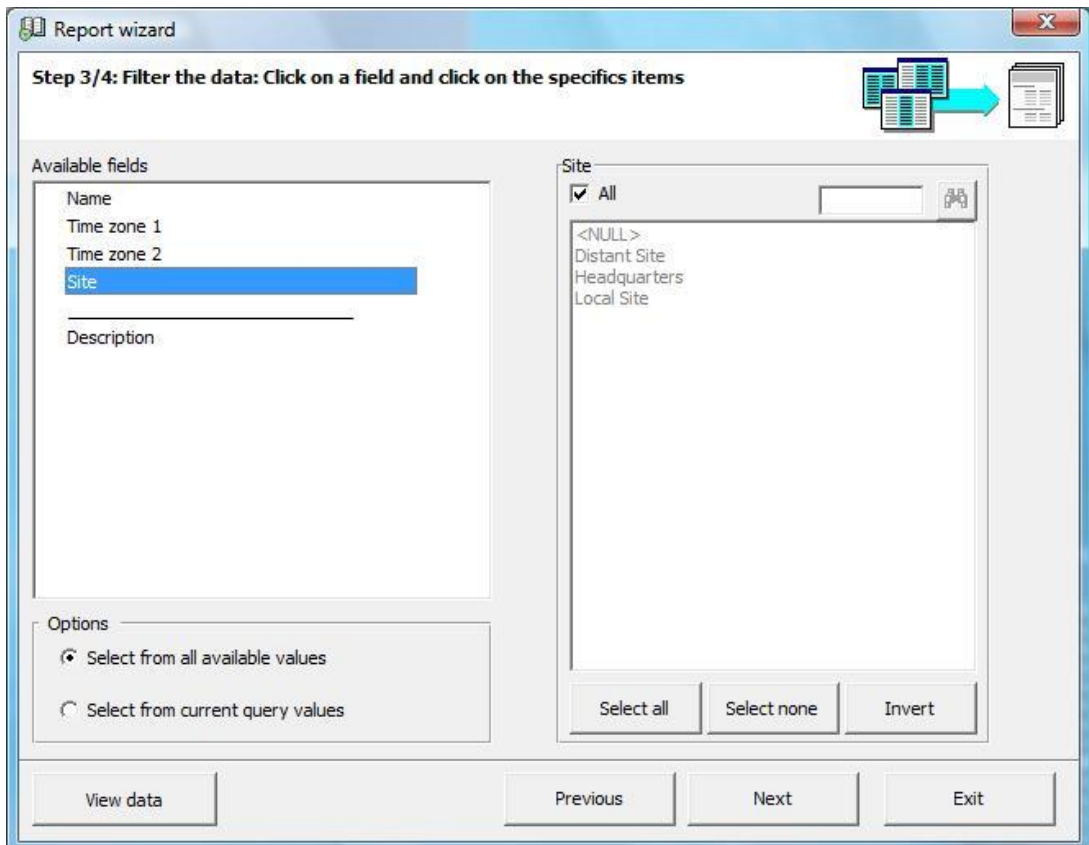 Report wizard
Step 3/4: Filter the data: Click on a field and click on the specifics items
Available fields
Name
Time zone 1
Time zone 2
Site
Description
Options
Select from all available values
Select from current query values
Site
All
<NULL>
Distant Site
Headquarters
Local Site
Select all
Select none
Invert
View data
Previous
Next
Exit